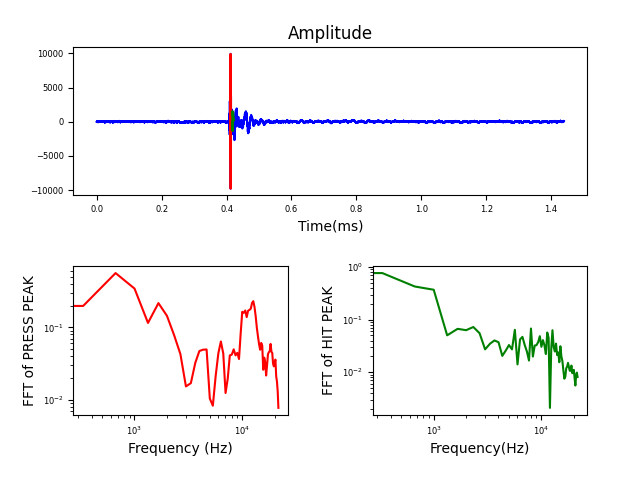 Amplitude
10000
5000
0
−5000
−10000
0.0 0.2 0.4 0.6 0.8 1.0 1.2 1.4
Time(ms)
FFT of PRESS PEAK
10⁻¹
10⁻²
10³ 10⁴
Frequency (Hz)
FFT of HIT PEAK
10⁰
10⁻¹
10⁻²
10³ 10⁴
Frequency(Hz)